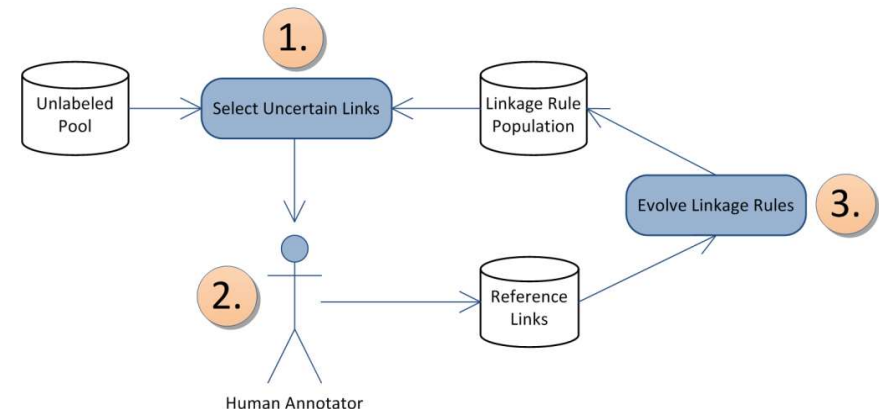 1.
Unlabeled
Pool
Select Uncertain Links
Linkage Rule
Population
Evolve Linkage Rules
3.
2.
Reference
Links
Human Annotator